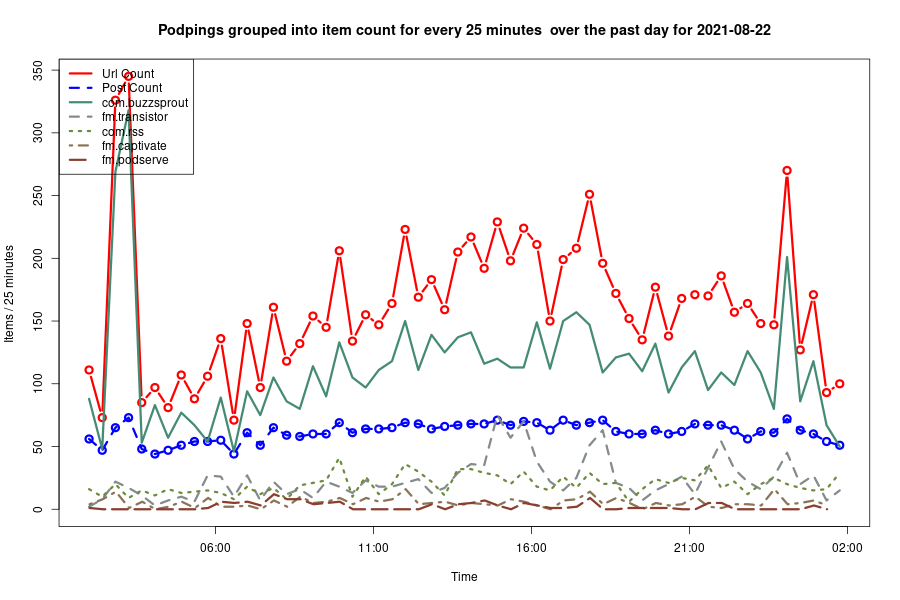 Podpings grouped into item count for every 25 minutes  over the past day for 2021-08-22
Items / 25 minutes
350
300
250
200
150
100
50
0
Url Count
Post Count
com.buzzsprout
fm.transistor
com.rss
fm.captivate
fm.podserve
06:00
11:00
16:00
21:00
02:00
Time